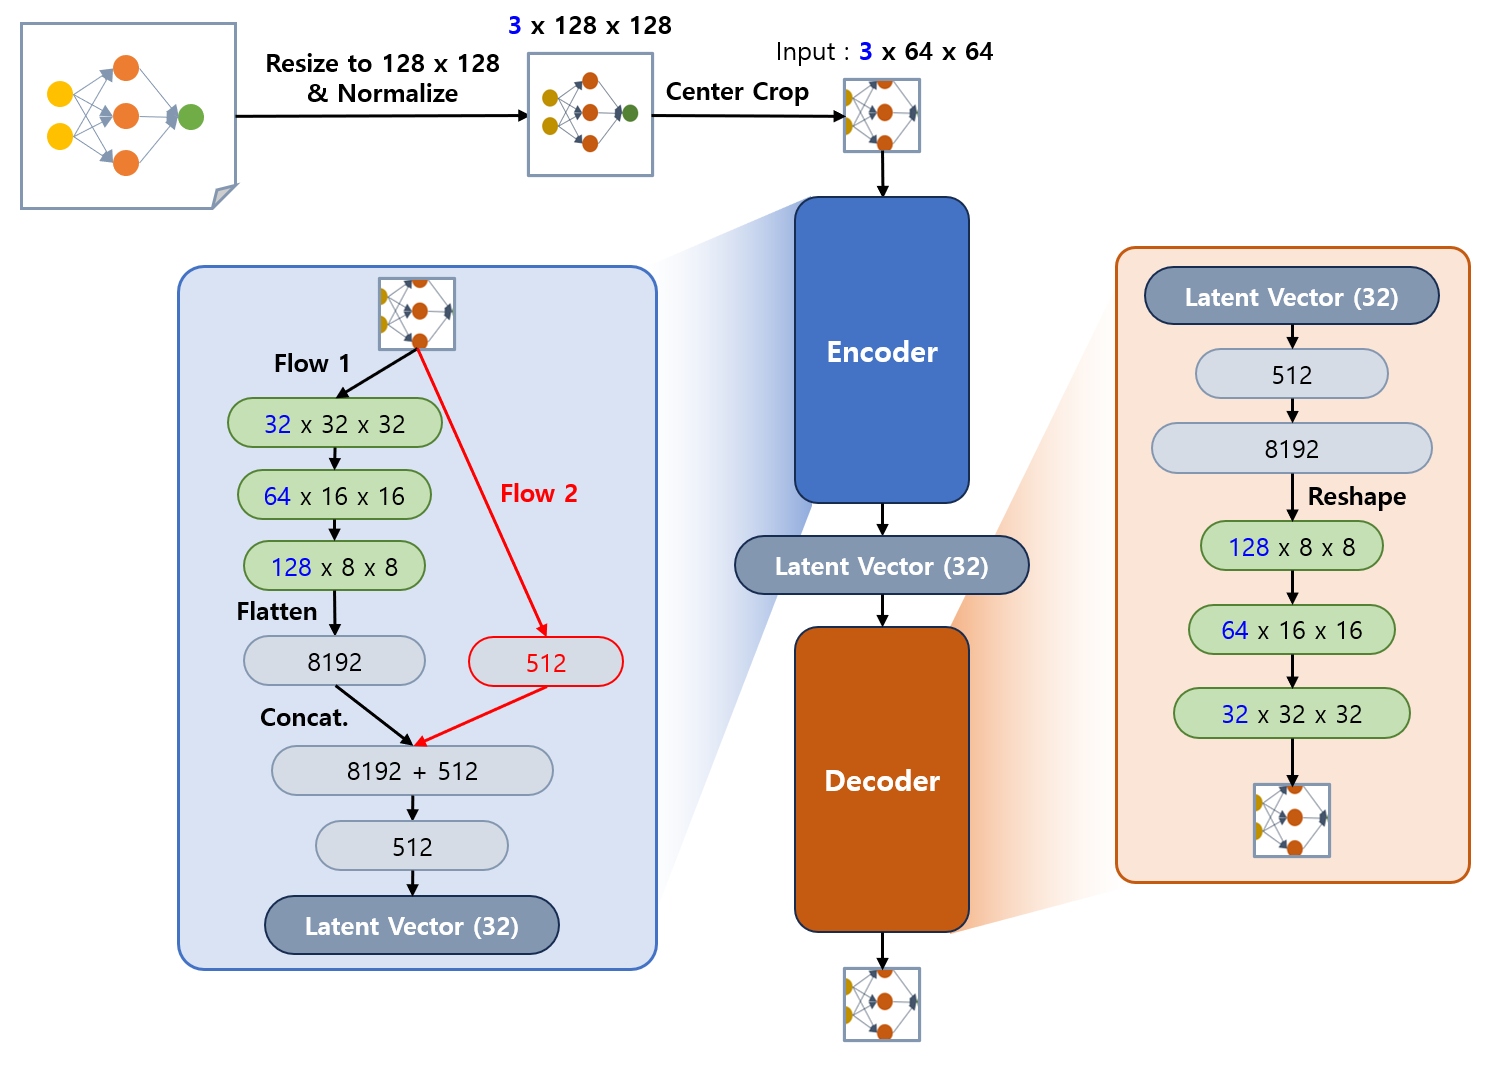 Resize to 128 x 128
& Normalize
3 x 128 x 128
Center Crop
Input : 3 x 64 x 64
Encoder
Latent Vector (32)
Decoder
Flow 1
32 x 32 x 32
64 x 16 x 16
128 x 8 x 8
Flatten
8192
Flow 2
512
Concat.
8192 + 512
512
Latent Vector (32)
Latent Vector (32)
512
8192
Reshape
128 x 8 x 8
64 x 16 x 16
32 x 32 x 32